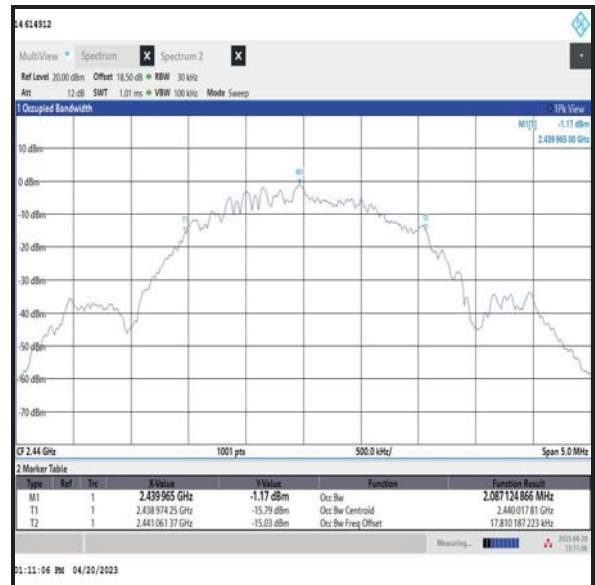 14 614912
MultiView Spectrum X Spectrum 2 X
Ref Level 20.00 dBm Offset 18.50 dB RBW 30 kHz
Att 12 dB SWT 1.01 ms VBW 100 kHz Mode Sweep
1 Occupied Bandwidth 1Pk View
M1[1] -1.17 dBm
2.439 965 00 GHz
10 dBm
M1
0 dBm
T1
T2
-10 dBm
-20 dBm
-30 dBm
-40 dBm
-50 dBm
-60 dBm
-70 dBm
CF 2.44 GHz 1001 pts 500.0 kHz/ Span 5.0 MHz
2 Marker Table
Type Ref Trc X-Value Y-Value Function Function Result
M1 1 2.439 965 GHz -1.17 dBm Occ Bw 2.087 124 866 MHz
T1 1 2.438 974 25 GHz -15.79 dBm Occ Bw Centroid 2.440 017 81 GHz
T2 1 2.441 061 37 GHz -15.03 dBm Occ Bw Freq Offset 17.810 187 223 kHz
Measuring... 2023-04-20
13:11:06
01:11:06 PM 04/20/2023